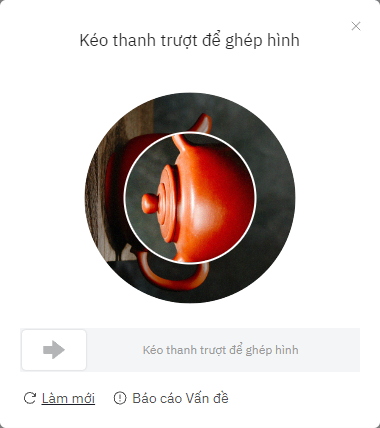 Kéo thanh trượt để ghép hình
Kéo thanh trượt để ghép hình
Làm mới
Báo cáo Vấn đề